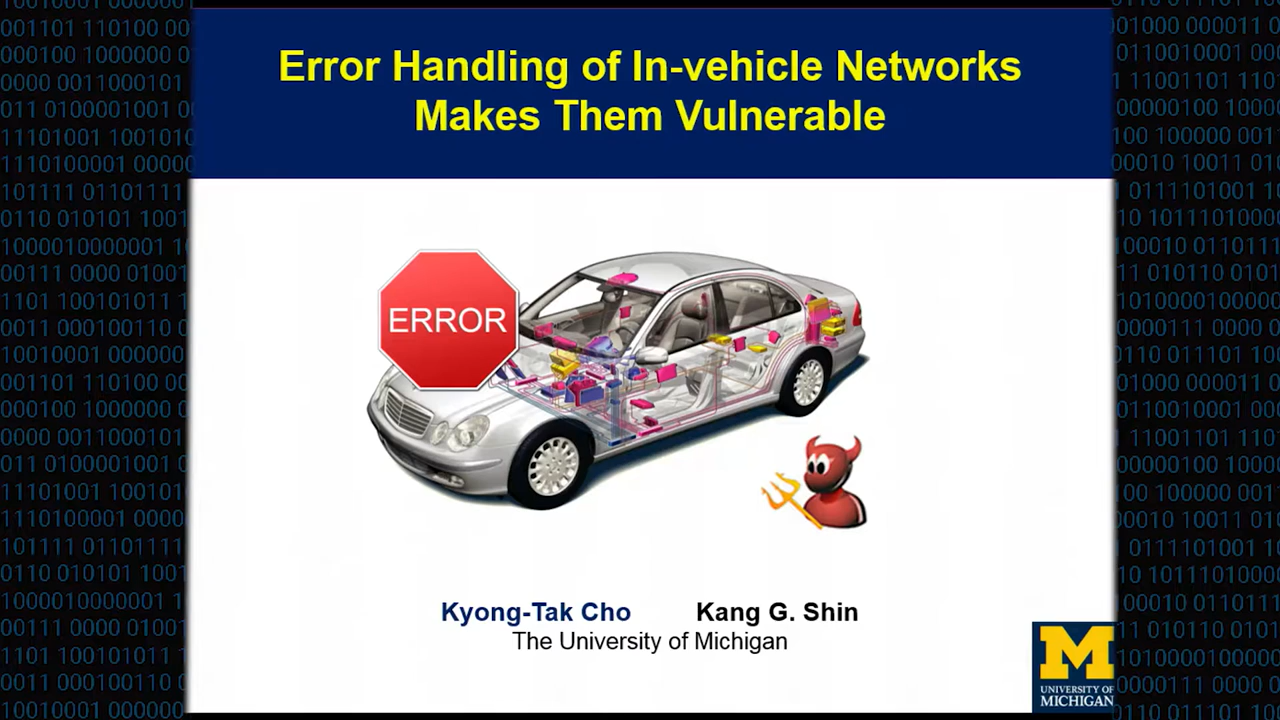 Error Handling of In-vehicle Networks
Makes Them Vulnerable
ERROR
Kyong-Tak Cho Kang G. Shin
The University of Michigan
M
UNIVERSITY OF
MICHIGAN